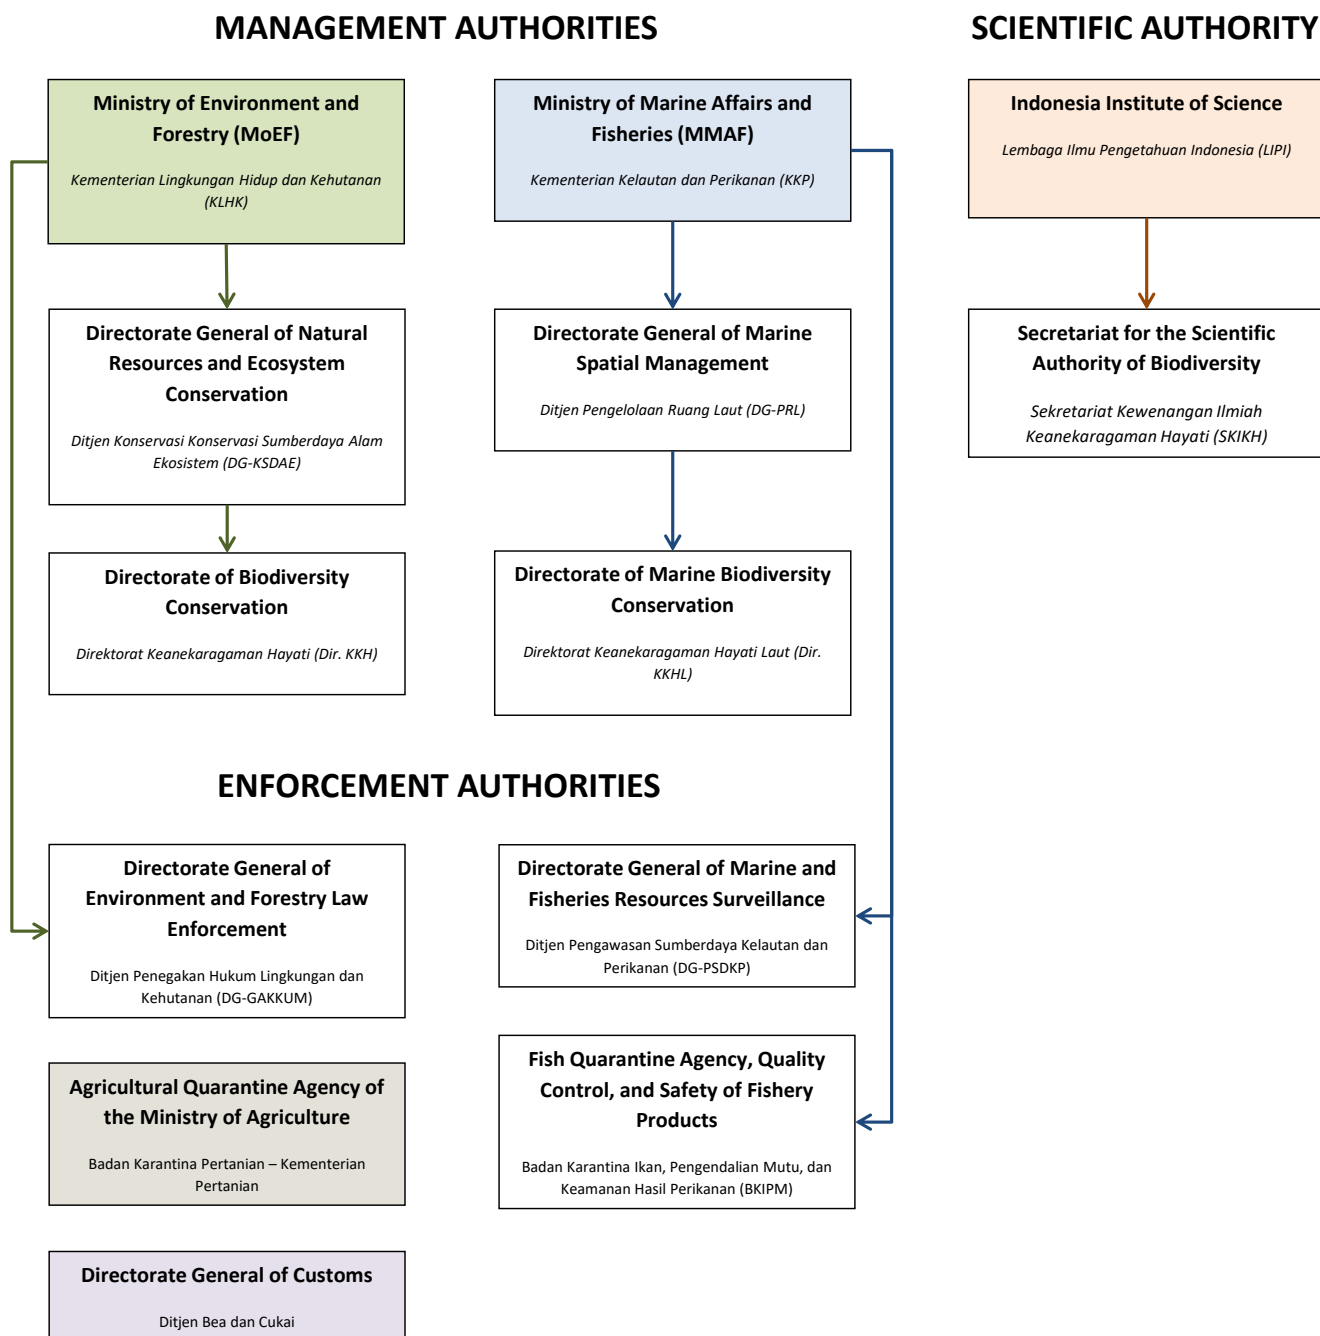 MANAGEMENT AUTHORITIES
SCIENTIFIC AUTHORITY
Ministry of Environment and
Forestry (MoEF)
Kementerian Lingkungan Hidup dan Kehutanan
(KLHK)
Ministry of Marine Affairs and
Fisheries (MMAF)
Kementerian Kelautan dan Perikanan (KKP)
Indonesia Institute of Science
Lembaga Ilmu Pengetahuan Indonesia (LIPI)
Directorate General of Natural
Resources and Ecosystem
Conservation
Ditjen Konservasi Konservasi Sumberdaya Alam
Ekosistem (DG-KSDAE)
Directorate General of Marine
Spatial Management
Ditjen Pengelolaan Ruang Laut (DG-PRL)
Secretariat for the Scientific
Authority of Biodiversity
Sekretariat Kewenangan Ilmiah
Keanekaragaman Hayati (SKIKH)
Directorate of Biodiversity
Conservation
Direktorat Keanekaragaman Hayati (Dir. KKH)
Directorate of Marine Biodiversity
Conservation
Direktorat Keanekaragaman Hayati Laut (Dir.
KKHL)
ENFORCEMENT AUTHORITIES
Directorate General of
Environment and Forestry Law
Enforcement
Ditjen Penegakan Hukum Lingkungan dan
Kehutanan (DG-GAKKUM)
Directorate General of Marine and
Fisheries Resources Surveillance
Ditjen Pengawasan Sumberdaya Kelautan dan
Perikanan (DG-PSDKP)
Agricultural Quarantine Agency of
the Ministry of Agriculture
Badan Karantina Pertanian – Kementerian
Pertanian
Fish Quarantine Agency, Quality
Control, and Safety of Fishery
Products
Badan Karantina Ikan, Pengendalian Mutu, dan
Keamanan Hasil Perikanan (BKIPM)
Directorate General of Customs
Ditjen Bea dan Cukai